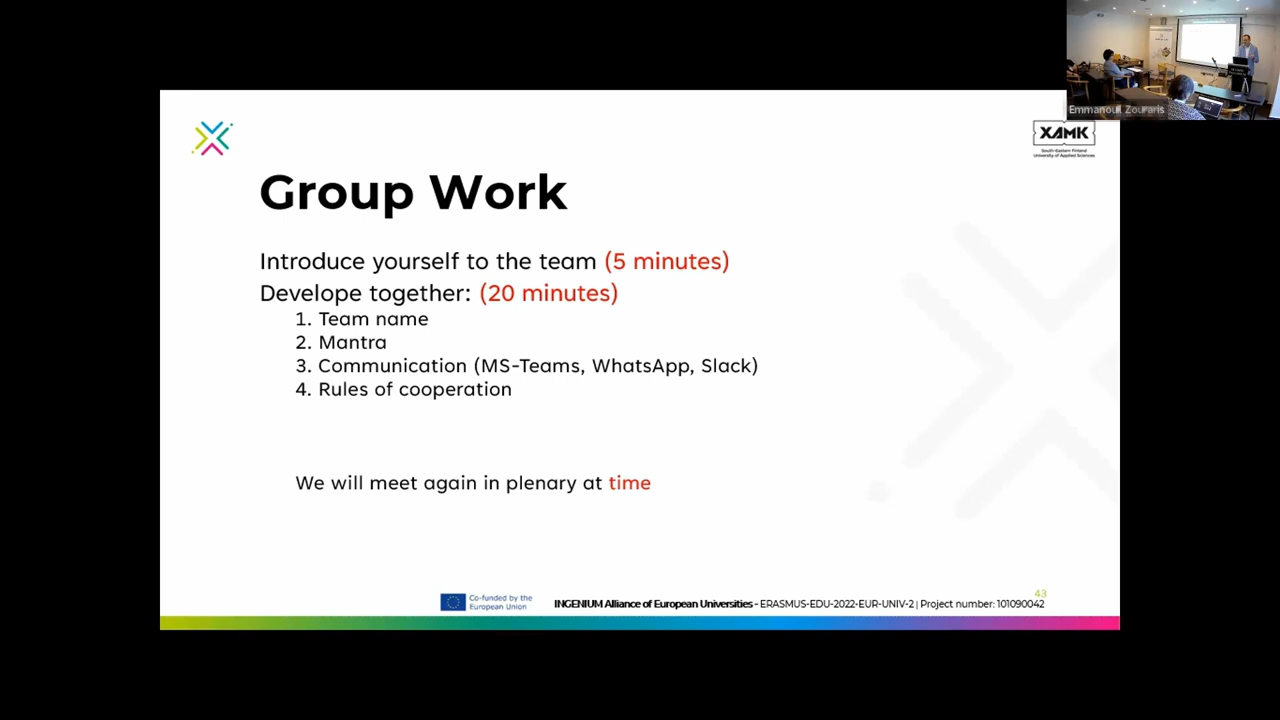 Emmanouil Zouraris
XAMK
South-Eastern Finland
University of Applied Sciences
Group Work
Introduce yourself to the team (5 minutes)
Develope together: (20 minutes)
1. Team name
2. Mantra
3. Communication (MS-Teams, WhatsApp, Slack)
4. Rules of cooperation
We will meet again in plenary at time
43
Co-funded by the
European Union
INGENIUM Alliance of European Universities - ERASMUS-EDU-2022-EUR-UNIV-2 | Project number: 101090042